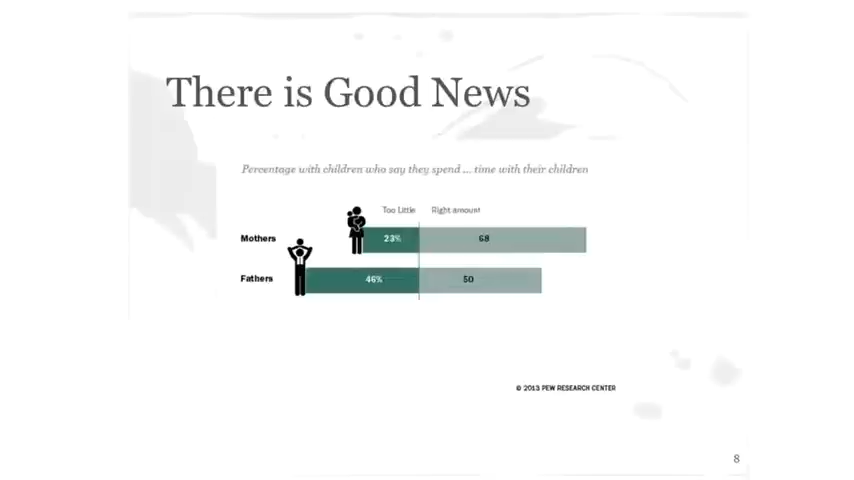 There is Good News
Percentage with children who say they spend ... time with their children
Too Little Right amount
Mothers 23% 68
Fathers 46% 50
© 2013 PEW RESEARCH CENTER
8